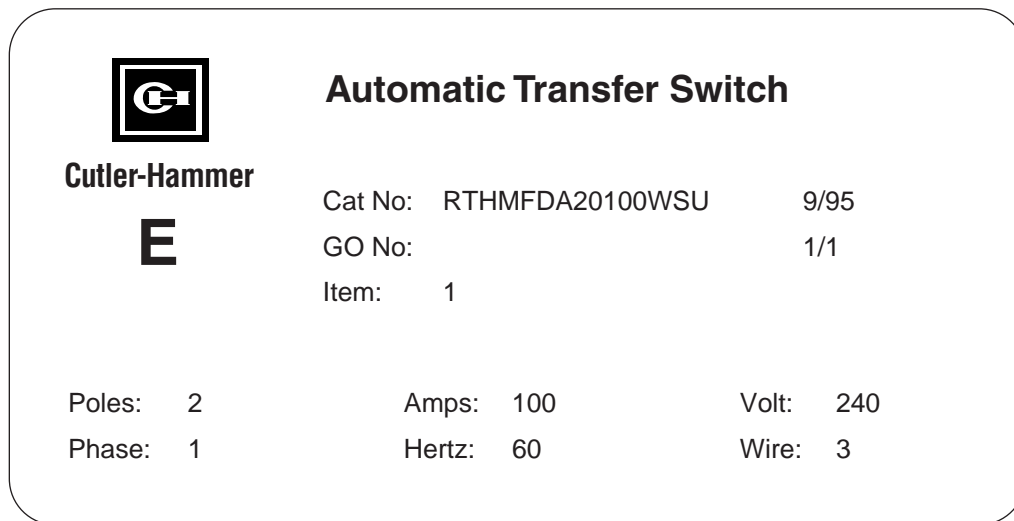 Automatic Transfer Switch
Cutler-Hammer
E
Cat No: RTHMFDA20100WSU 9/95
GO No: 1/1
Item: 1
Poles: 2 Amps: 100 Volt: 240
Phase: 1 Hertz: 60 Wire: 3